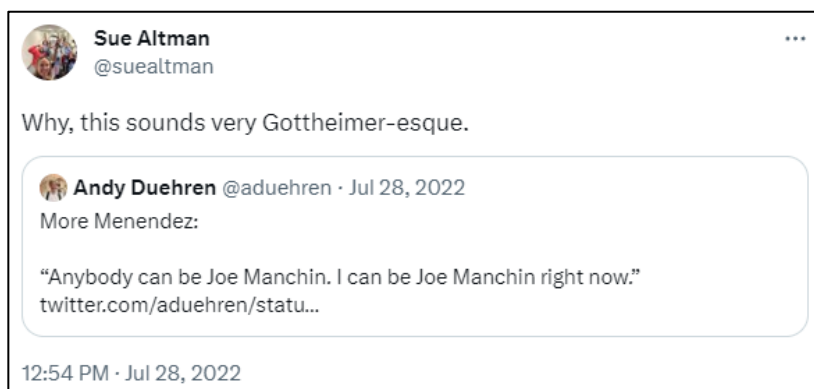 Sue Altman
@suealtman
Why, this sounds very Gottheimer-esque.
Andy Duehren @aduehren · Jul 28, 2022
More Menendez:
“Anybody can be Joe Manchin. I can be Joe Manchin right now.”
twitter.com/aduehren/statu...
12:54 PM · Jul 28, 2022